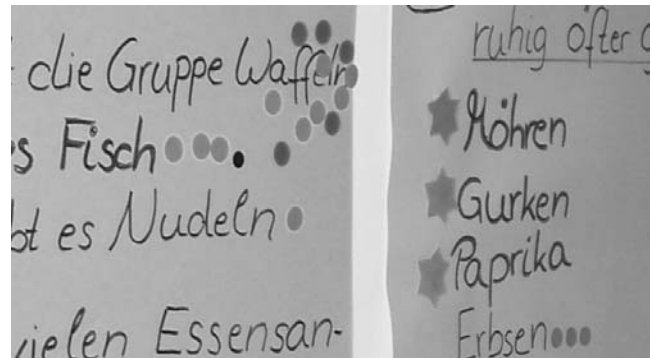 die Gruppe Waffeln
Fisch
es Nudeln
vielen Essensan-
ruhig öfter
Möhren
Gurken
Paprika
Erbsen